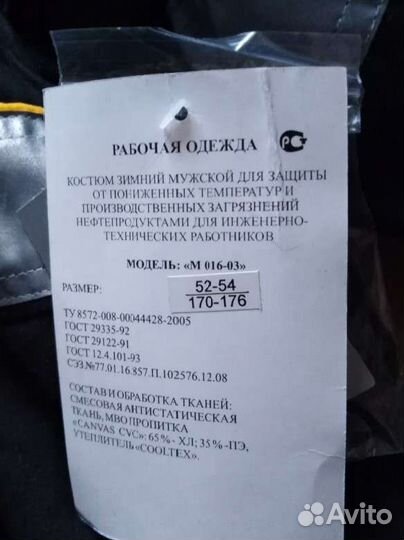 РАБОЧАЯ ОДЕЖДА
КОСТЮМ ЗИМНИЙ МУЖСКОЙ ДЛЯ ЗАЩИТЫ
ОТ ПОНИЖЕННЫХ ТЕМПЕРАТУР И
ПРОИЗВОДСТВЕННЫХ ЗАГРЯЗНЕНИЙ
НЕФТЕПРОДУКТАМИ ДЛЯ ИНЖЕНЕРНО-
ТЕХНИЧЕСКИХ РАБОТНИКОВ
МОДЕЛЬ: «М 016-03»
РАЗМЕР:
52-54
170-176
ТУ 8572-008-00044428-2005
ГОСТ 29335-92
ГОСТ 29122-91
ГОСТ 12.4.101-93
СЭЗ №77.01.16.857.П.102576.12.08
СОСТАВ И ОБРАБОТКА ТКАНЕЙ:
СМЕСОВАЯ АНТИСТАТИЧЕСКАЯ
ТКАНЬ, МВО ПРОПИТКА
«CANVAS CVC»: 65% - ХЛ; 35% -ПЭ,
УТЕПЛИТЕЛЬ «COOLTEX».
Avito